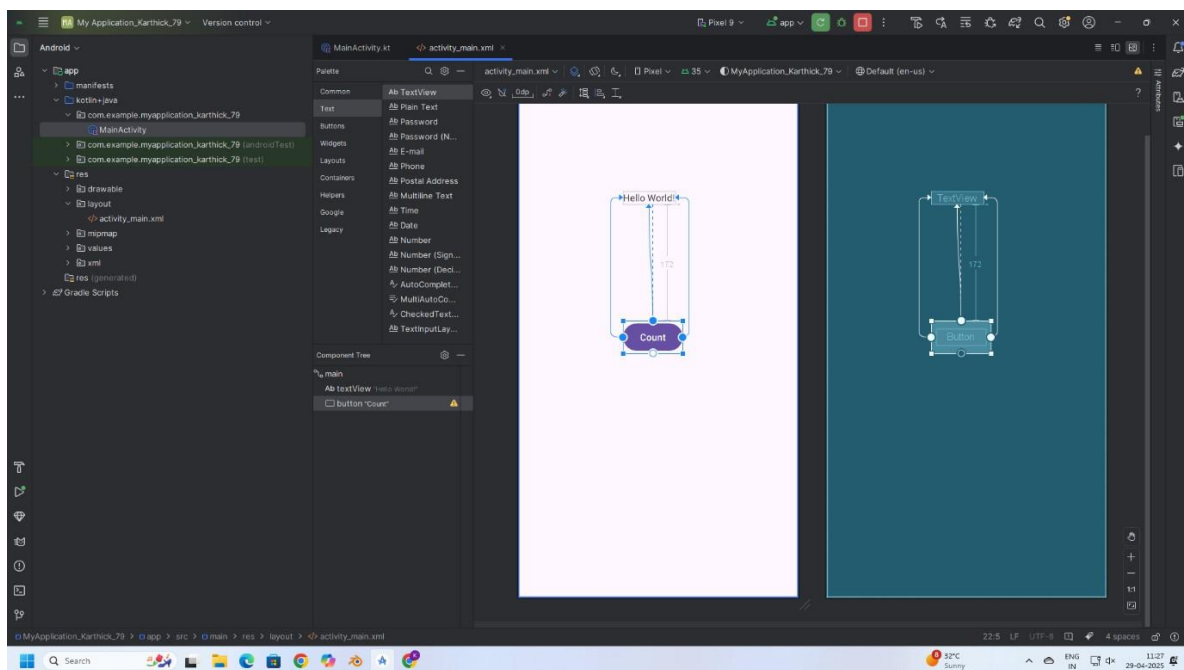 MA My Application_Karthick_79 Version control
Pixel 9 app
Android
MainActivity.kt activity_main.xml
app
manifests
kotlin+java
com.example.myapplication_karthick_79
MainActivity
com.example.myapplication_karthick_79 (androidTest)
com.example.myapplication_karthick_79 (test)
res
drawable
layout
activity_main.xml
mipmap
values
xml
res (generated)
Gradle Scripts
Palette
Common
Text
Buttons
Widgets
Layouts
Containers
Helpers
Google
Legacy
Ab TextView
Ab Plain Text
Ab Password
Ab Password (N...
Ab E-mail
Ab Phone
Ab Postal Address
Ab Multiline Text
Ab Time
Ab Date
Ab Number
Ab Number (Sign...
Ab Number (Deci...
AutoComplet...
MultiAutoCo...
CheckedText...
Ab TextInputLay...
Component Tree
main
Ab textView "Hello World!"
button "Count"
activity_main.xml Pixel 35 MyApplication_Karthick_79 Default (en-us)
0dp
?
Attributes
Hello World!
172
Count
TextView
172
Button
1:1
MyApplication_Karthick_79 > app > src > main > res > layout > activity_main.xml
22:5 LF UTF-8 4 spaces
Search
8
32°C
Sunny
ENG
IN
11:27
29-04-2025